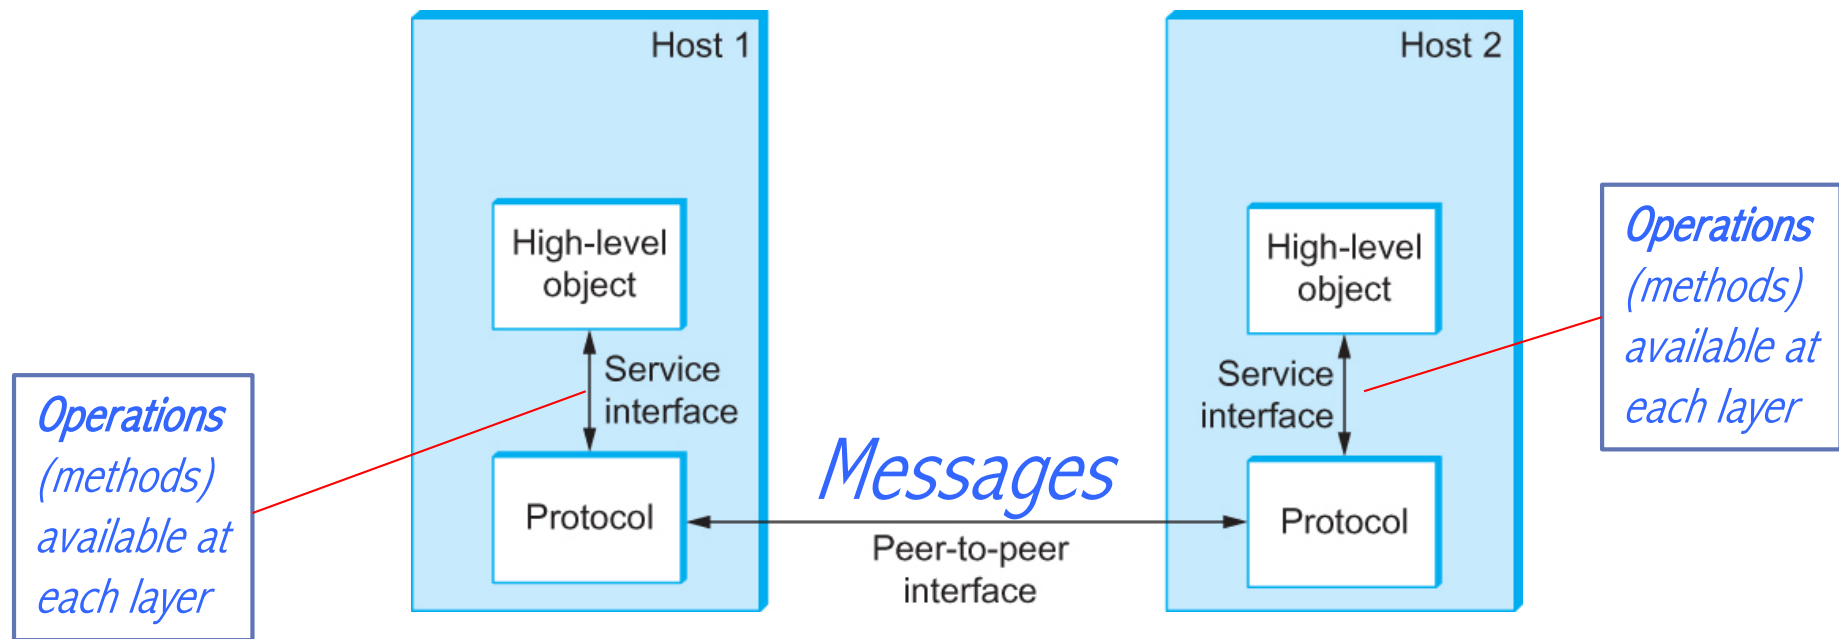 Host 1
High-level
object
Service
interface
Protocol
Operations
(methods)
available at
each layer
Messages
Peer-to-peer
interface
Host 2
High-level
object
Service
interface
Protocol
Operations
(methods)
available at
each layer